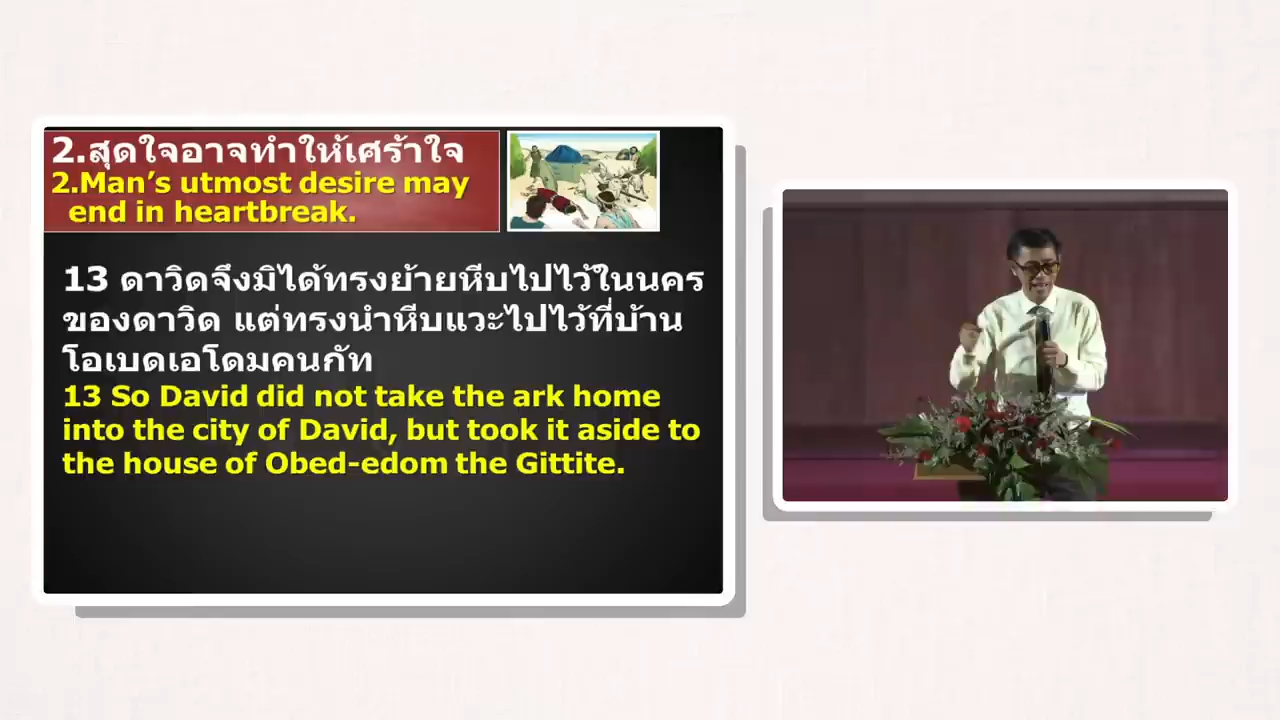 2.สุดใจอาจทำให้เศร้าใจ
2.Man’s utmost desire may
end in heartbreak.
13 ดาวิดจึงมิได้ทรงย้ายหีบไปไว้ในนคร
ของดาวิด แต่ทรงนำหีบแวะไปไว้ที่บ้าน
โอเบดเอโดมคนกัท
13 So David did not take the ark home
into the city of David, but took it aside to
the house of Obed-edom the Gittite.